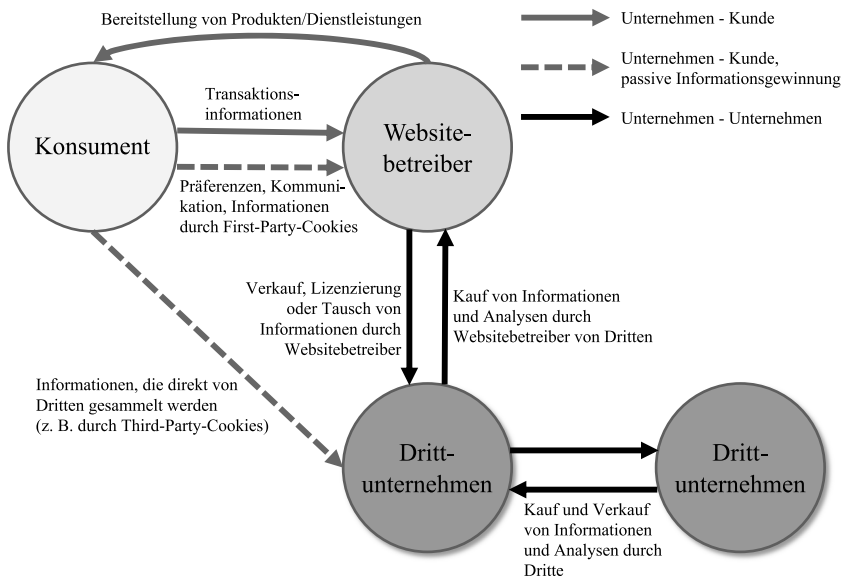 Bereitstellung von Produkten/Dienstleistungen
Unternehmen - Kunde
Unternehmen - Kunde,
passive Informationsgewinnung
Unternehmen - Unternehmen
Konsument
Transaktions-
informationen
Website-
betreiber
Präferenzen, Kommuni-
kation, Informationen
durch First-Party-Cookies
Verkauf, Lizenzierung
oder Tausch von
Informationen durch
Websitebetreiber
Kauf von Informationen
und Analysen durch
Websitebetreiber von Dritten
Informationen, die direkt von
Dritten gesammelt werden
(z. B. durch Third-Party-Cookies)
Dritt-
unternehmen
Dritt-
unternehmen
Kauf und Verkauf
von Informationen
und Analysen durch
Dritte